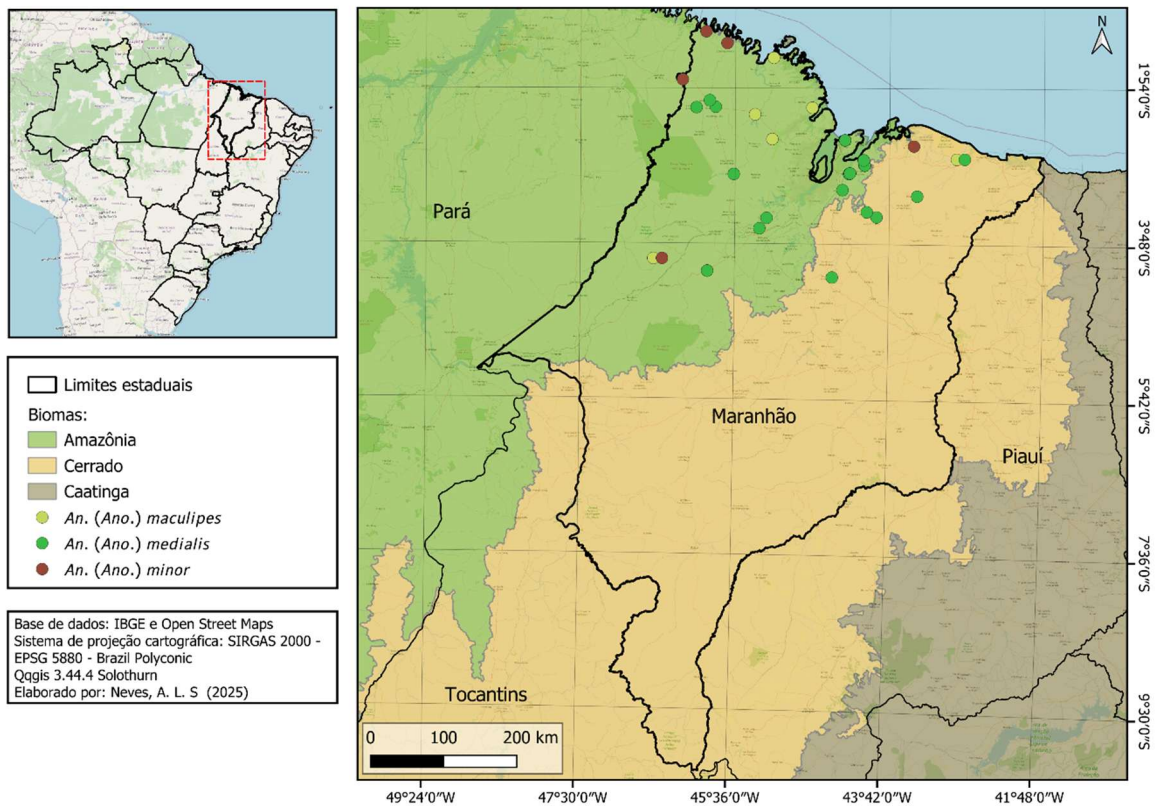 Limites estaduais
Biomas:
Amazônia
Cerrado
Caatinga
An. (Ano.) maculipes
An. (Ano.) medialis
An. (Ano.) minor
Base de dados: IBGE e Open Street Maps
Sistema de projeção cartográfica: SIRGAS 2000 -
EPSG 5880 - Brazil Polyconic
Qqgis 3.44.4 Solothurn
Elaborado por: Neves, A. L. S (2025)
N
Pará
Maranhão
Piauí
Tocantins
0 100 200 km
1°54'0"S
3°48'0"S
5°42'0"S
7°36'0"S
9°30'0"S
49°24'0"W 47°30'0"W 45°36'0"W 43°42'0"W 41°48'0"W